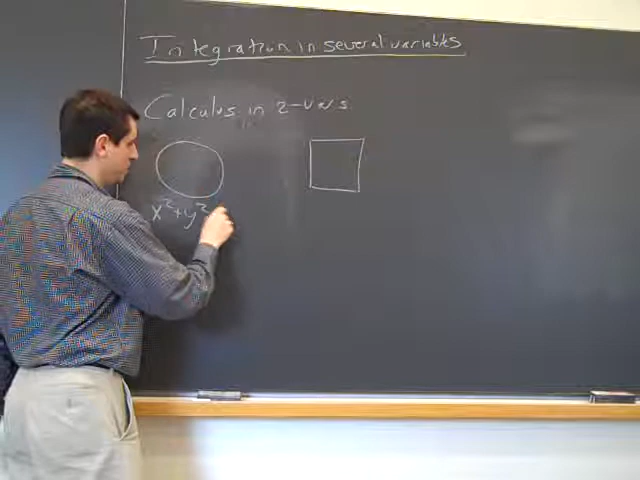 Integration in several variables
Calculus in 2-vars
x²+y²